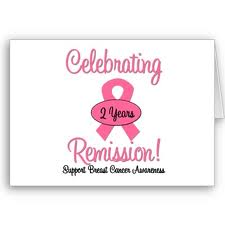 Celebrating
2 Years
Remission!
Support Breast Cancer Awareness